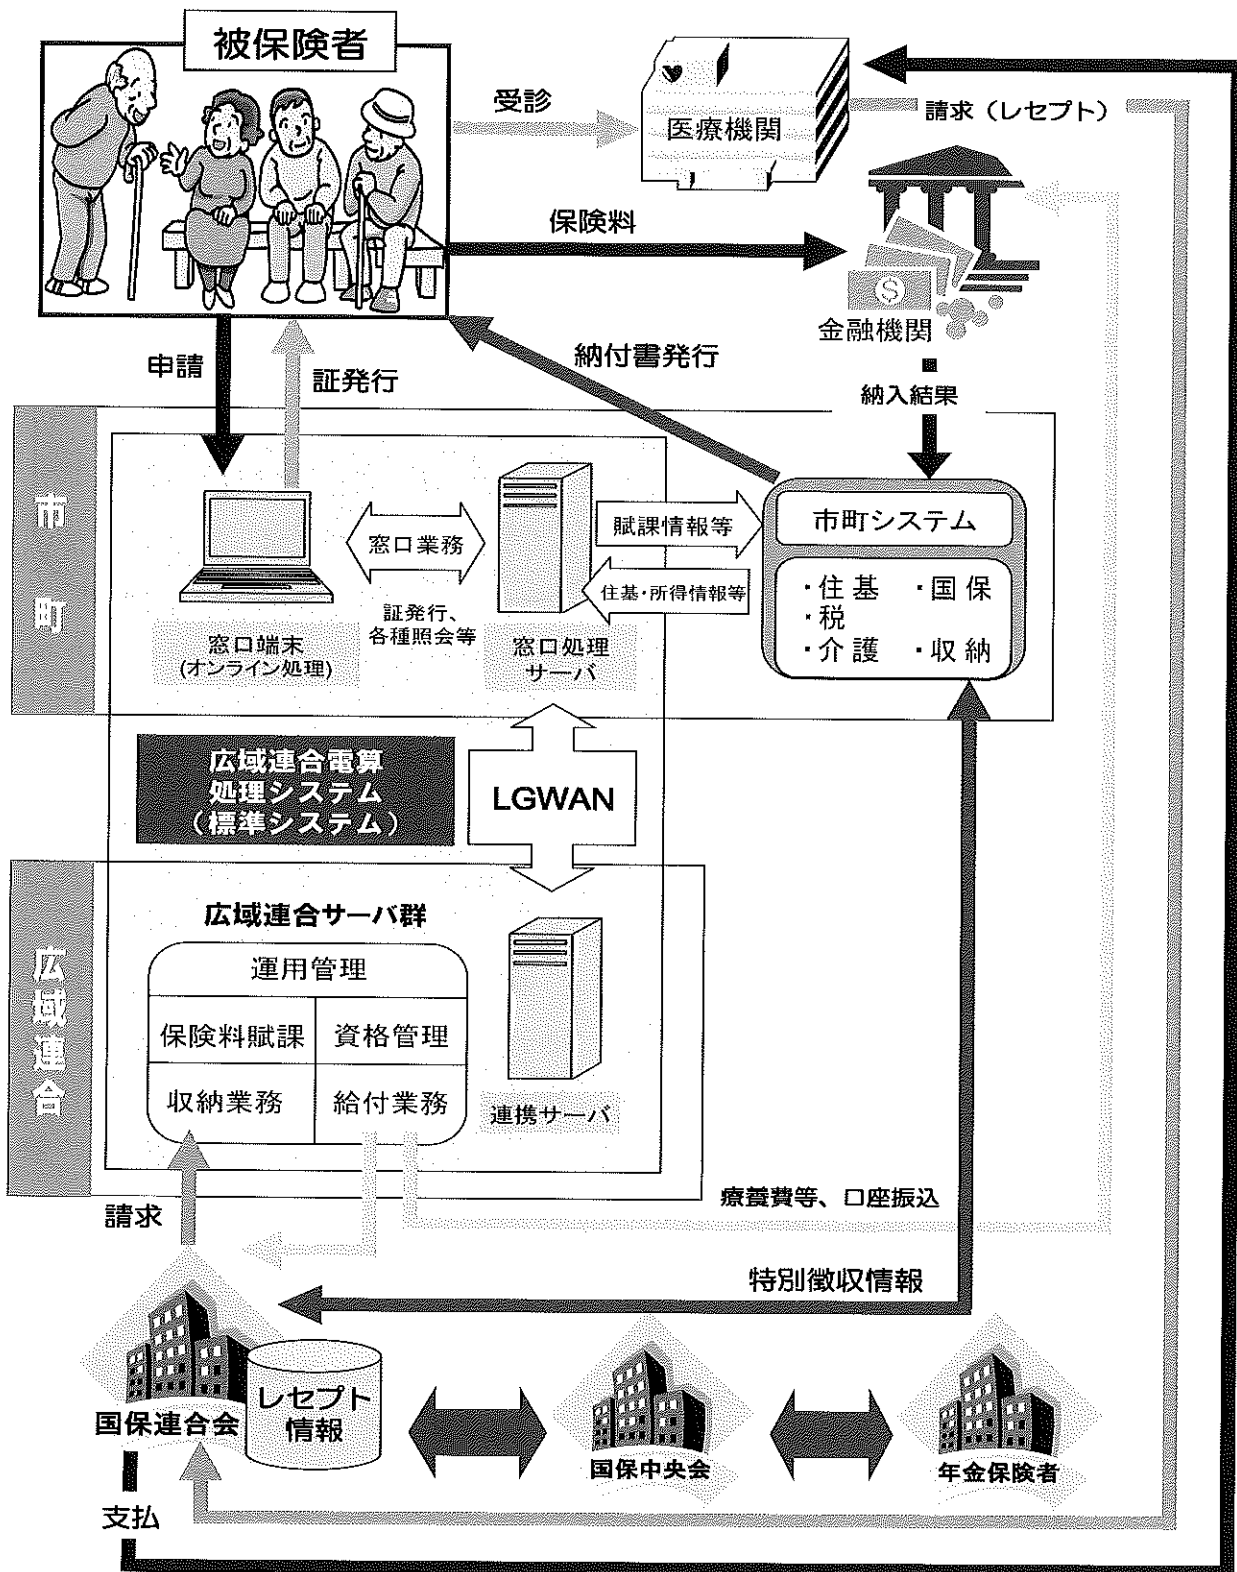 被保険者
受診
医療機関
請求（レセプト）
保険料
金融機関
申請
証発行
納付書発行
納入結果
市町
窓口端末
(オンライン処理)
窓口業務
証発行、
各種照会等
窓口処理
サーバ
賦課情報等
住基・所得情報等
市町システム
・住基 ・国保
・税
・介護 ・収納
広域連合電算
処理システム
（標準システム）
LGWAN
広域連合
広域連合サーバ群
運用管理
保険料賦課 資格管理
収納業務 給付業務
連携サーバ
請求
療養費等、口座振込
特別徴収情報
国保連合会
レセプト
情報
国保中央会
年金保険者
支払